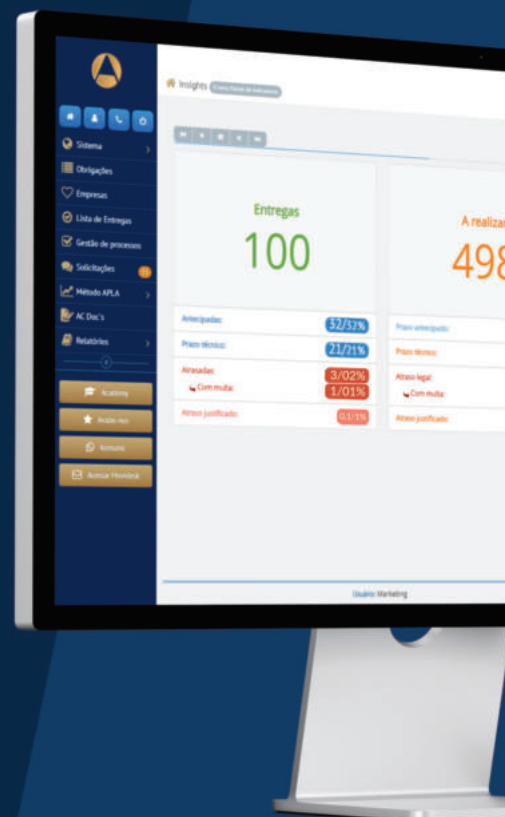 Insights
Sistema
Obrigações
Empresas
Lista de Entregas
Gestão de processos
Solicitações
Método APLA
AC Doc's
Relatórios
Academy
Avalie-nos
Acessar Movidesk
Entregas
100
Antecipadas: 32/32%
Prazo técnico: 21/21%
Atrasadas: 3/02%
Com multa: 1/01%
Atraso justificado: 0,1/1%
A realizar
498
Prazo antecipado:
Prazo técnico:
Atraso legal:
Com multa:
Atraso justificado:
Usuário: Marketing